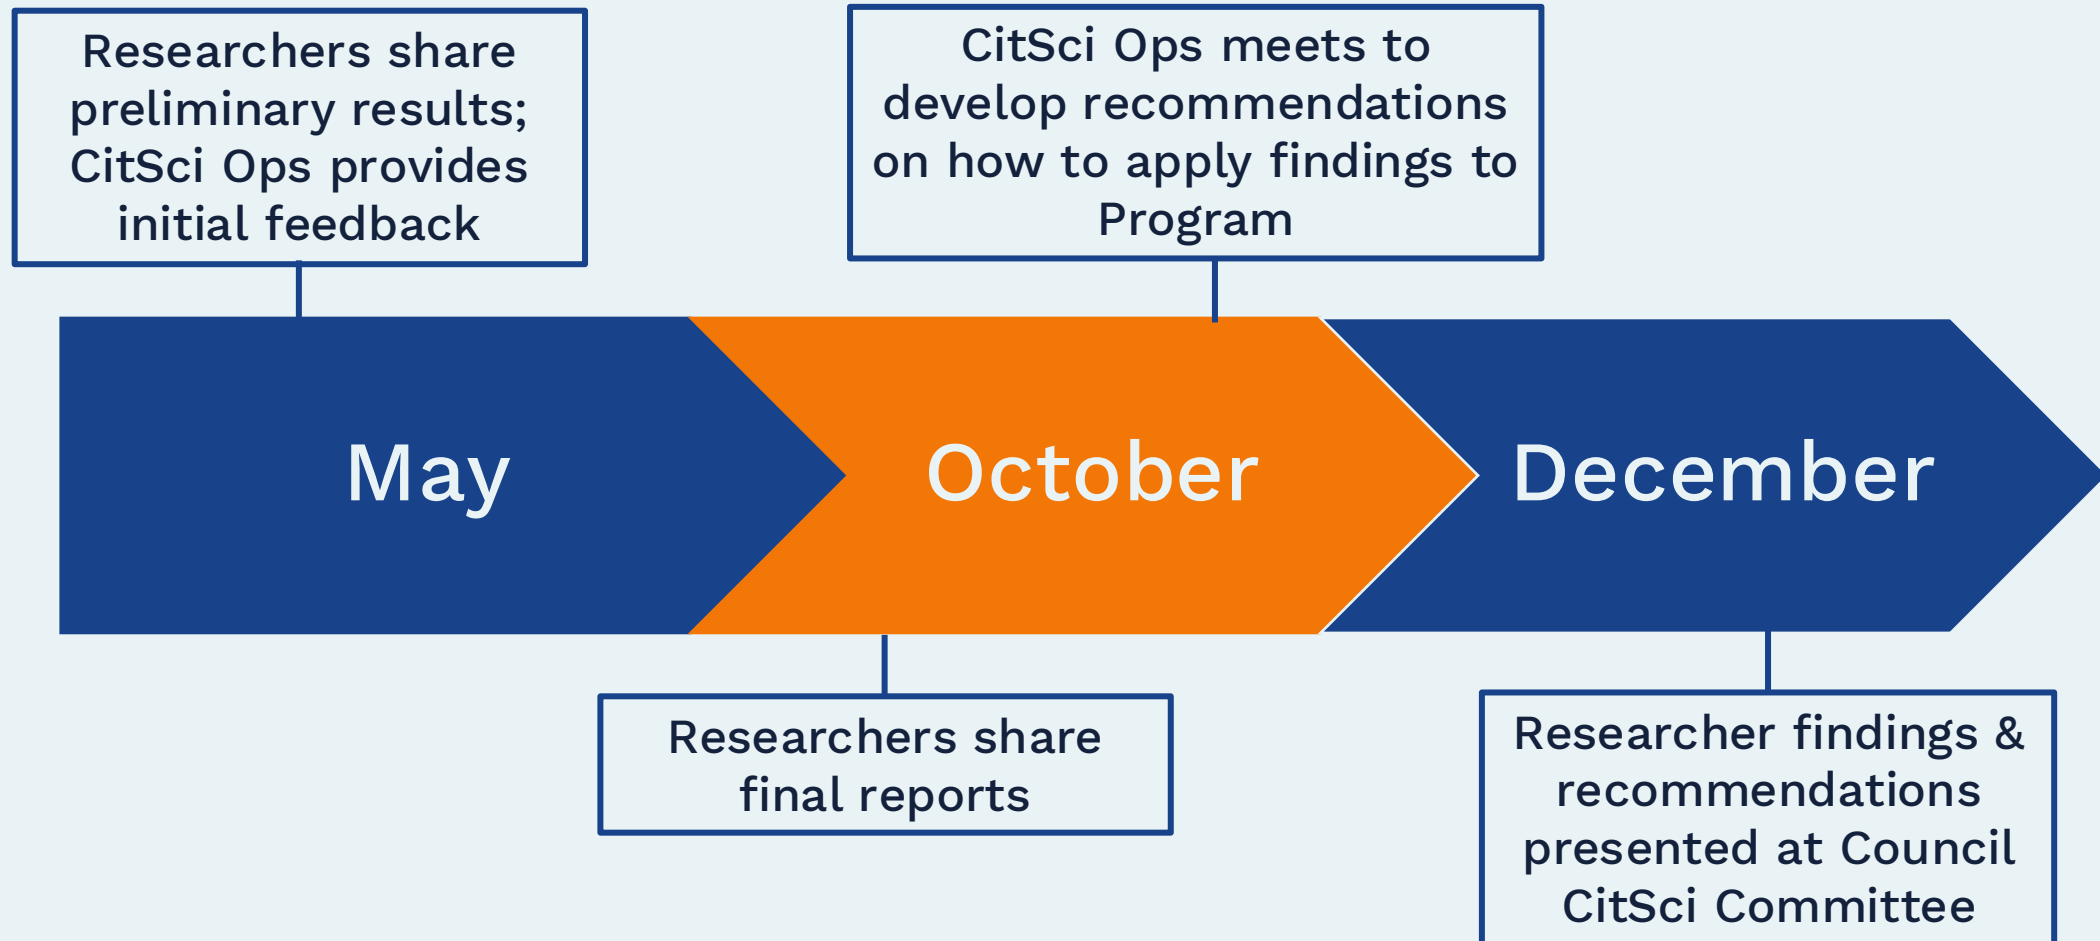 Researchers share
preliminary results;
CitSci Ops provides
initial feedback
CitSci Ops meets to
develop recommendations
on how to apply findings to
Program
May
October
December
Researchers share
final reports
Researcher findings &
recommendations
presented at Council
CitSci Committee